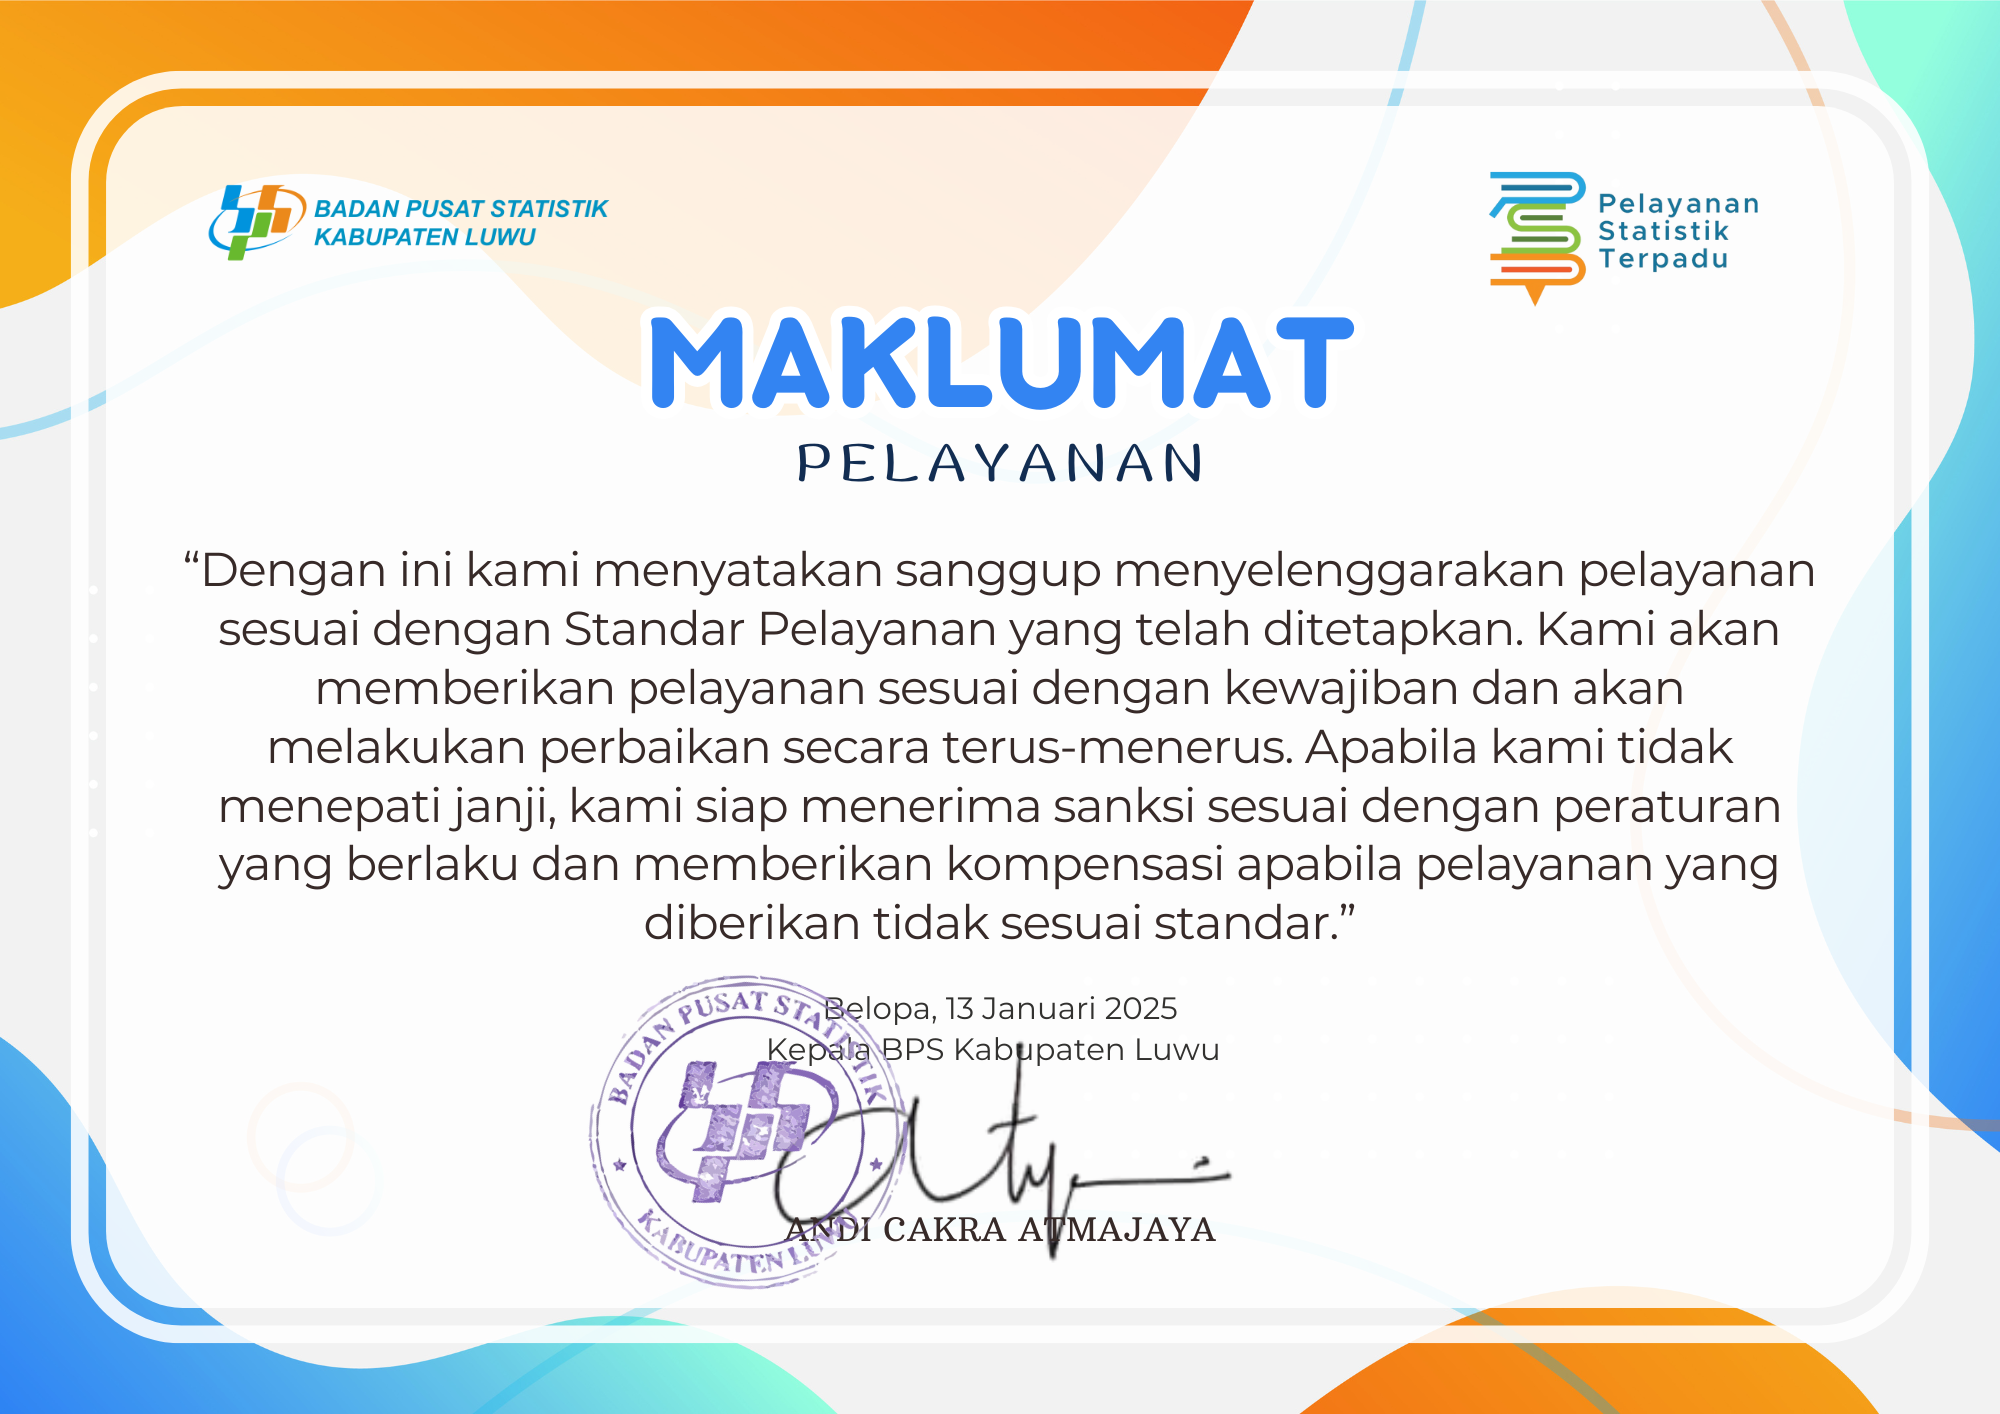 BADAN PUSAT STATISTIK
KABUPATEN LUWU
Pelayanan
Statistik
Terpadu
MAKLUMAT
PELAYANAN
“Dengan ini kami menyatakan sanggup menyelenggarakan pelayanan
sesuai dengan Standar Pelayanan yang telah ditetapkan. Kami akan
memberikan pelayanan sesuai dengan kewajiban dan akan
melakukan perbaikan secara terus-menerus. Apabila kami tidak
menepati janji, kami siap menerima sanksi sesuai dengan peraturan
yang berlaku dan memberikan kompensasi apabila pelayanan yang
diberikan tidak sesuai standar.”
Belopa, 13 Januari 2025
Kepala BPS Kabupaten Luwu
BADAN PUSAT STATISTIK
KABUPATEN LUWU
ANDI CAKRA ATMAJAYA